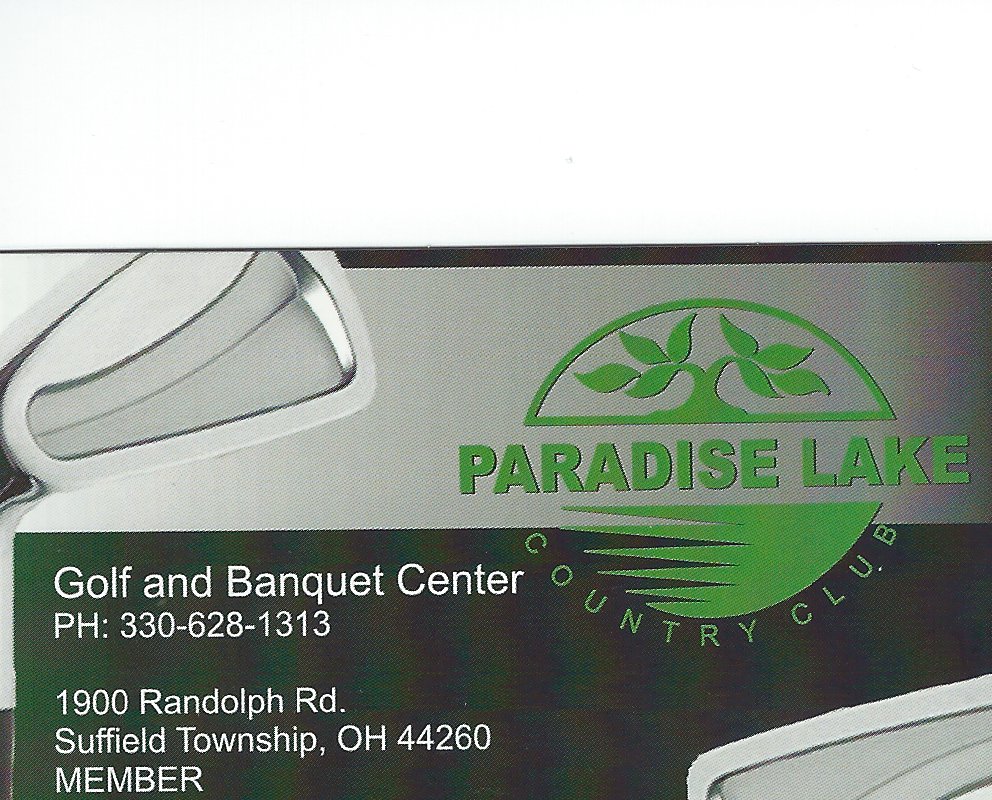 PARADISE LAKE
COUNTRY CLUB
Golf and Banquet Center
PH: 330-628-1313
1900 Randolph Rd.
Suffield Township, OH 44260
MEMBER